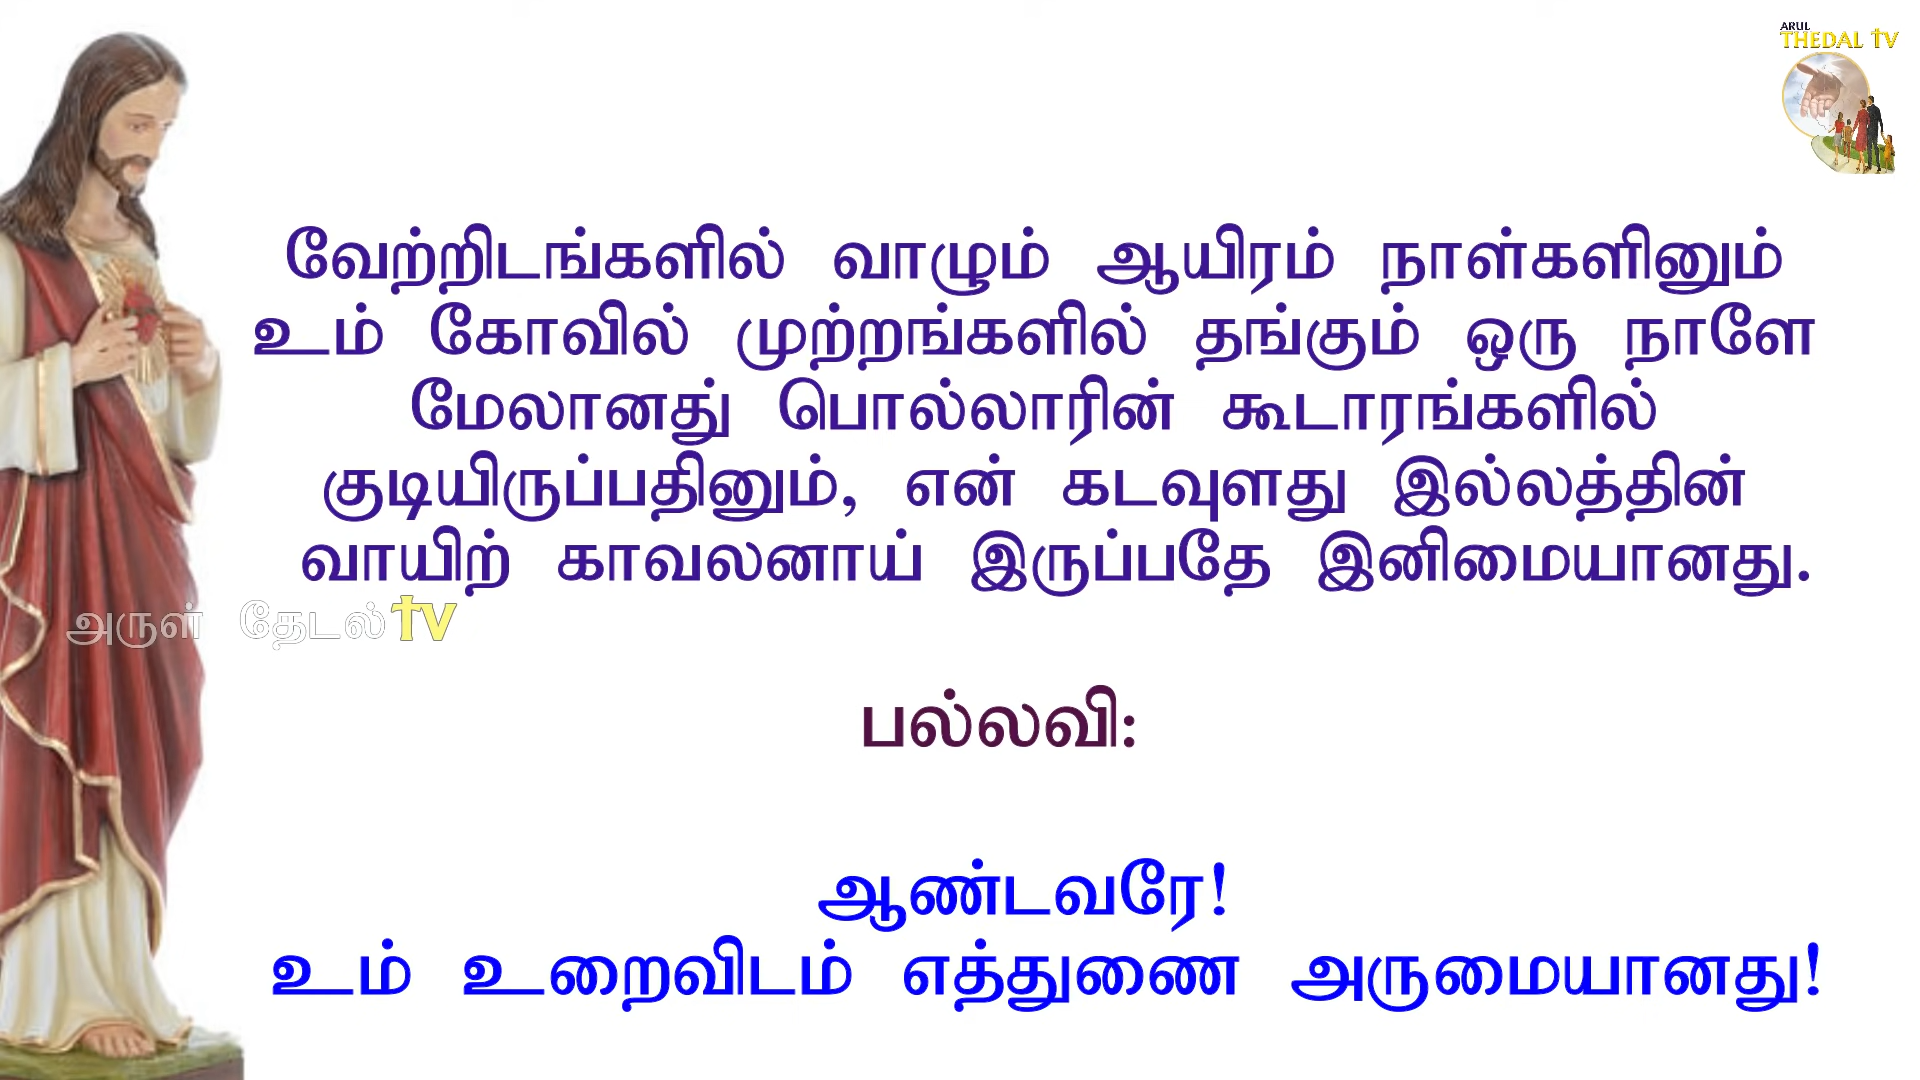 ARUL
THEDAL TV
வேற்றிடங்களில் வாழும் ஆயிரம் நாள்களினும்
உம் கோவில் முற்றங்களில் தங்கும் ஒரு நாளே
மேலானது பொல்லாரின் கூடாரங்களில்
குடியிருப்பதினும், என் கடவுளது இல்லத்தின்
வாயிற் காவலனாய் இருப்பதே இனிமையானது.
அருள் தேடல் TV
பல்லவி:
ஆண்டவரே!
உம் உறைவிடம் எத்துணை அருமையானது!